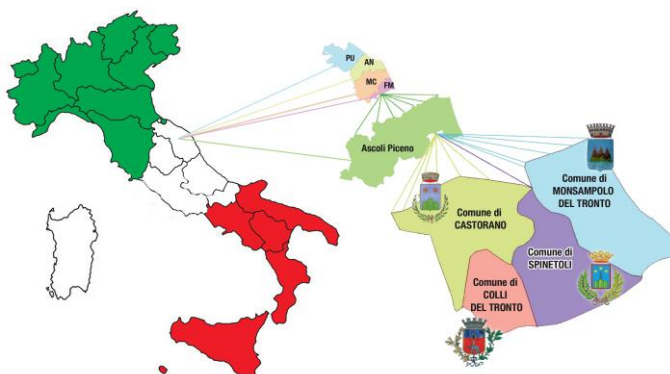 PU
AN
MC
FM
Ascoli Piceno
Comune di
MONSAMPOLO
DEL TRONTO
Comune di
CASTORANO
Comune di
SPINETOLI
Comune di
COLLI
DEL TRONTO